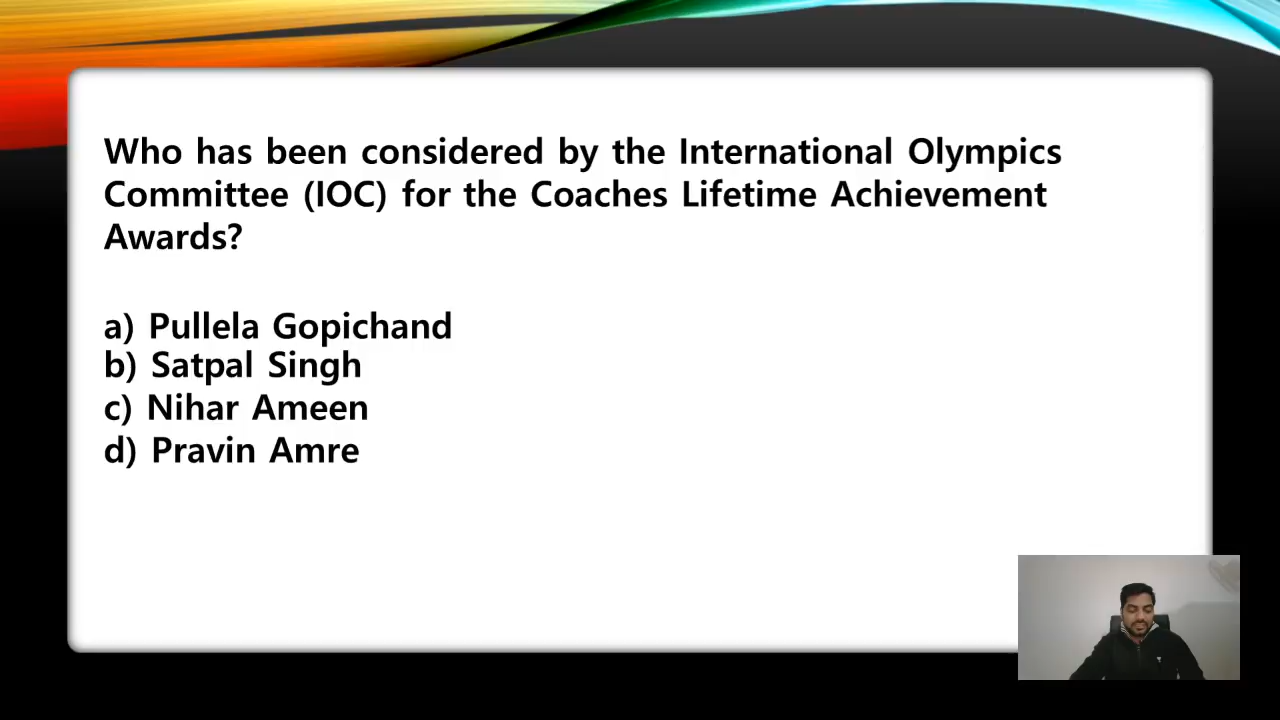 Who has been considered by the International Olympics
Committee (IOC) for the Coaches Lifetime Achievement
Awards?
a) Pullela Gopichand
b) Satpal Singh
c) Nihar Ameen
d) Pravin Amre